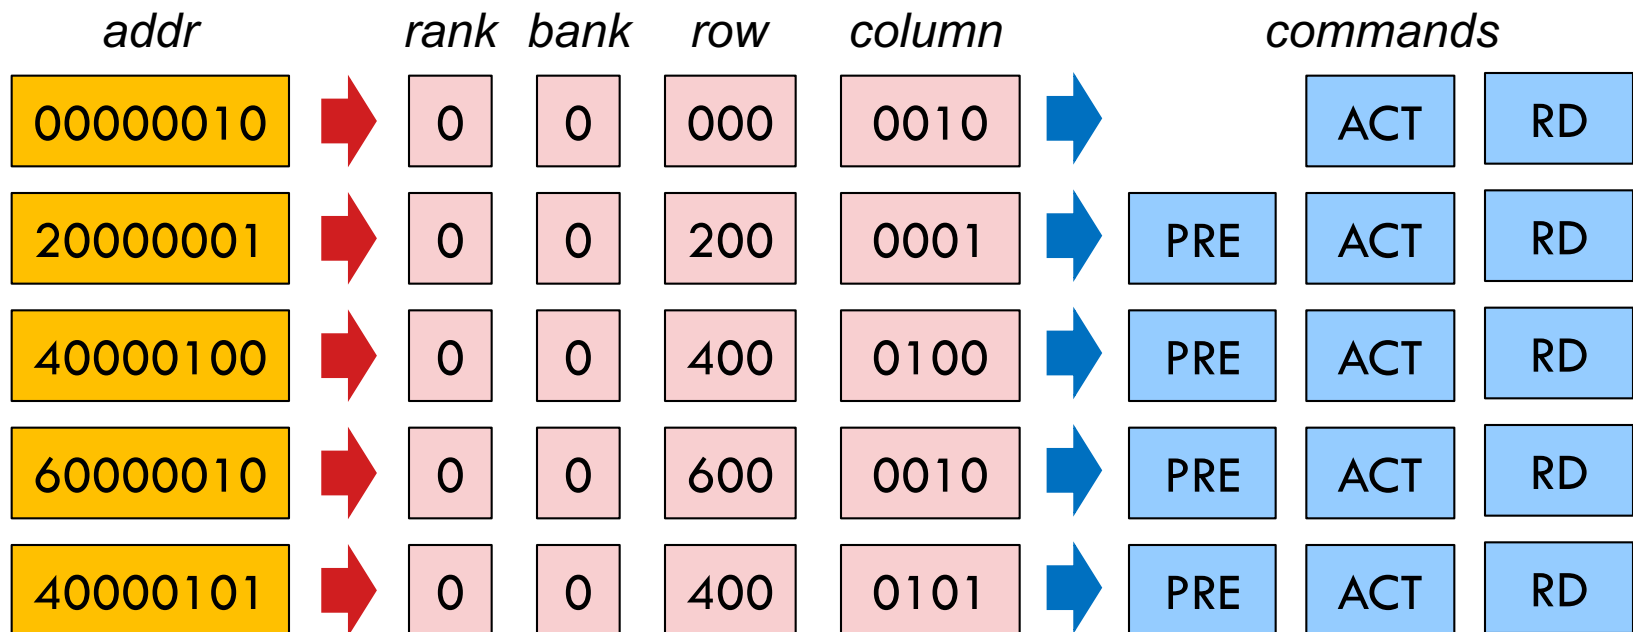 addr rank bank row column commands
00000010 0 0 000 0010 ACT RD
20000001 0 0 200 0001 PRE ACT RD
40000100 0 0 400 0100 PRE ACT RD
60000010 0 0 600 0010 PRE ACT RD
40000101 0 0 400 0101 PRE ACT RD